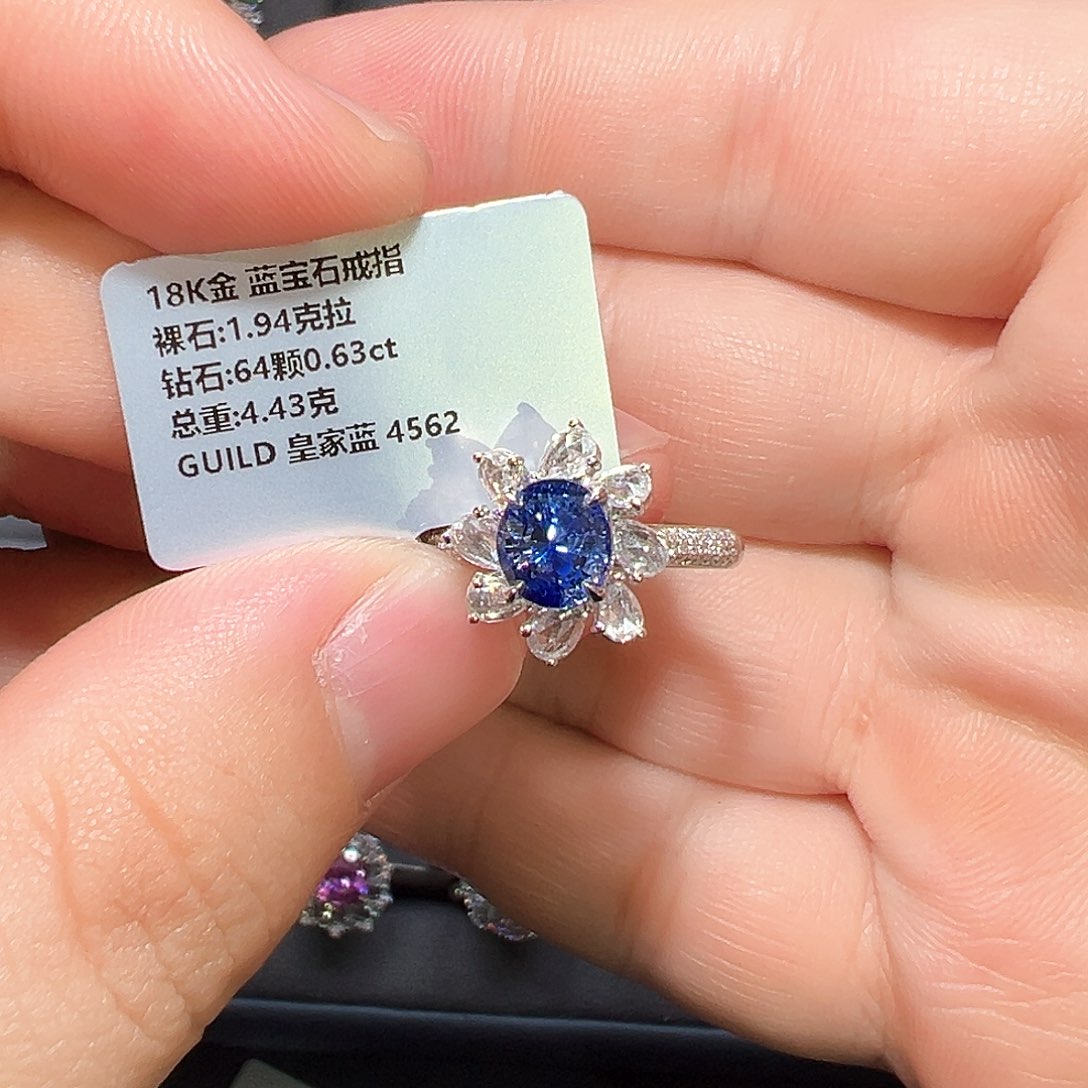 18K金 蓝宝石戒指
裸石:1.94克拉
钻石:64颗0.63ct
总重:4.43克
GUILD 皇家蓝 4562